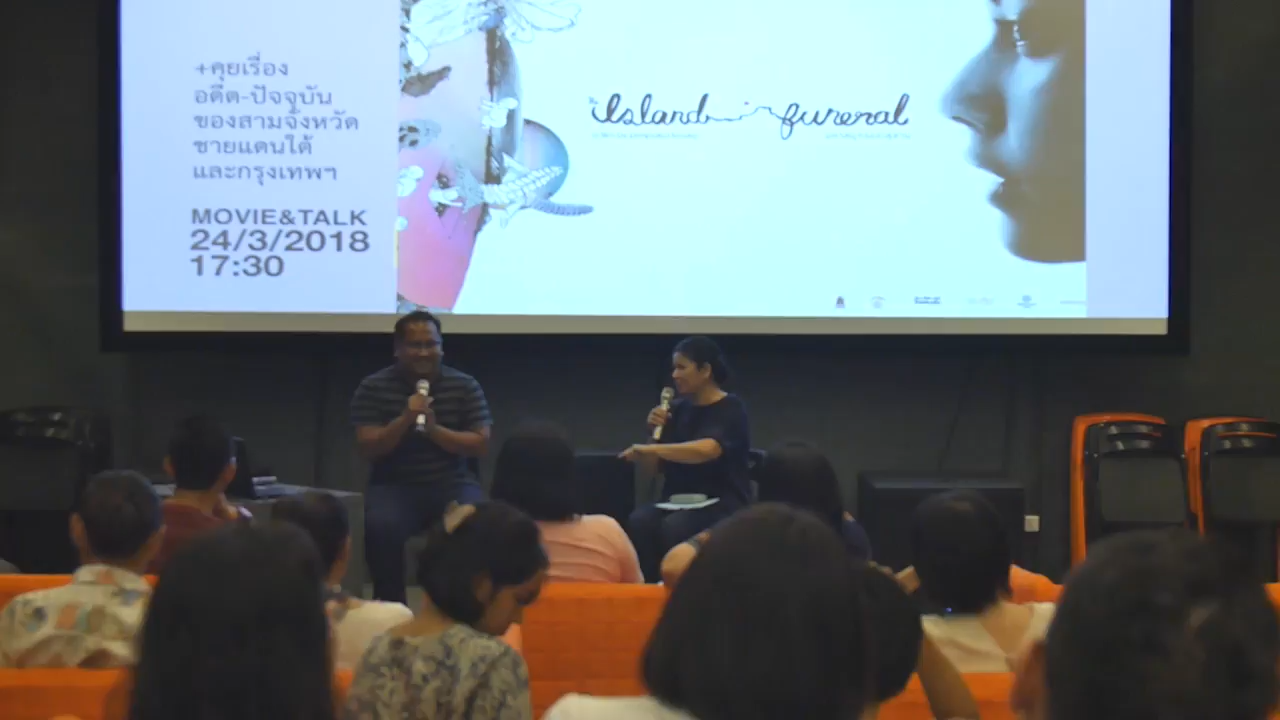 +คุยเรื่อง
อดีต-ปัจจุบัน
ของสามจังหวัด
ชายแดนใต้
และกรุงเทพฯ
MOVIE&TALK
24/3/2018
17:30
Island funeral